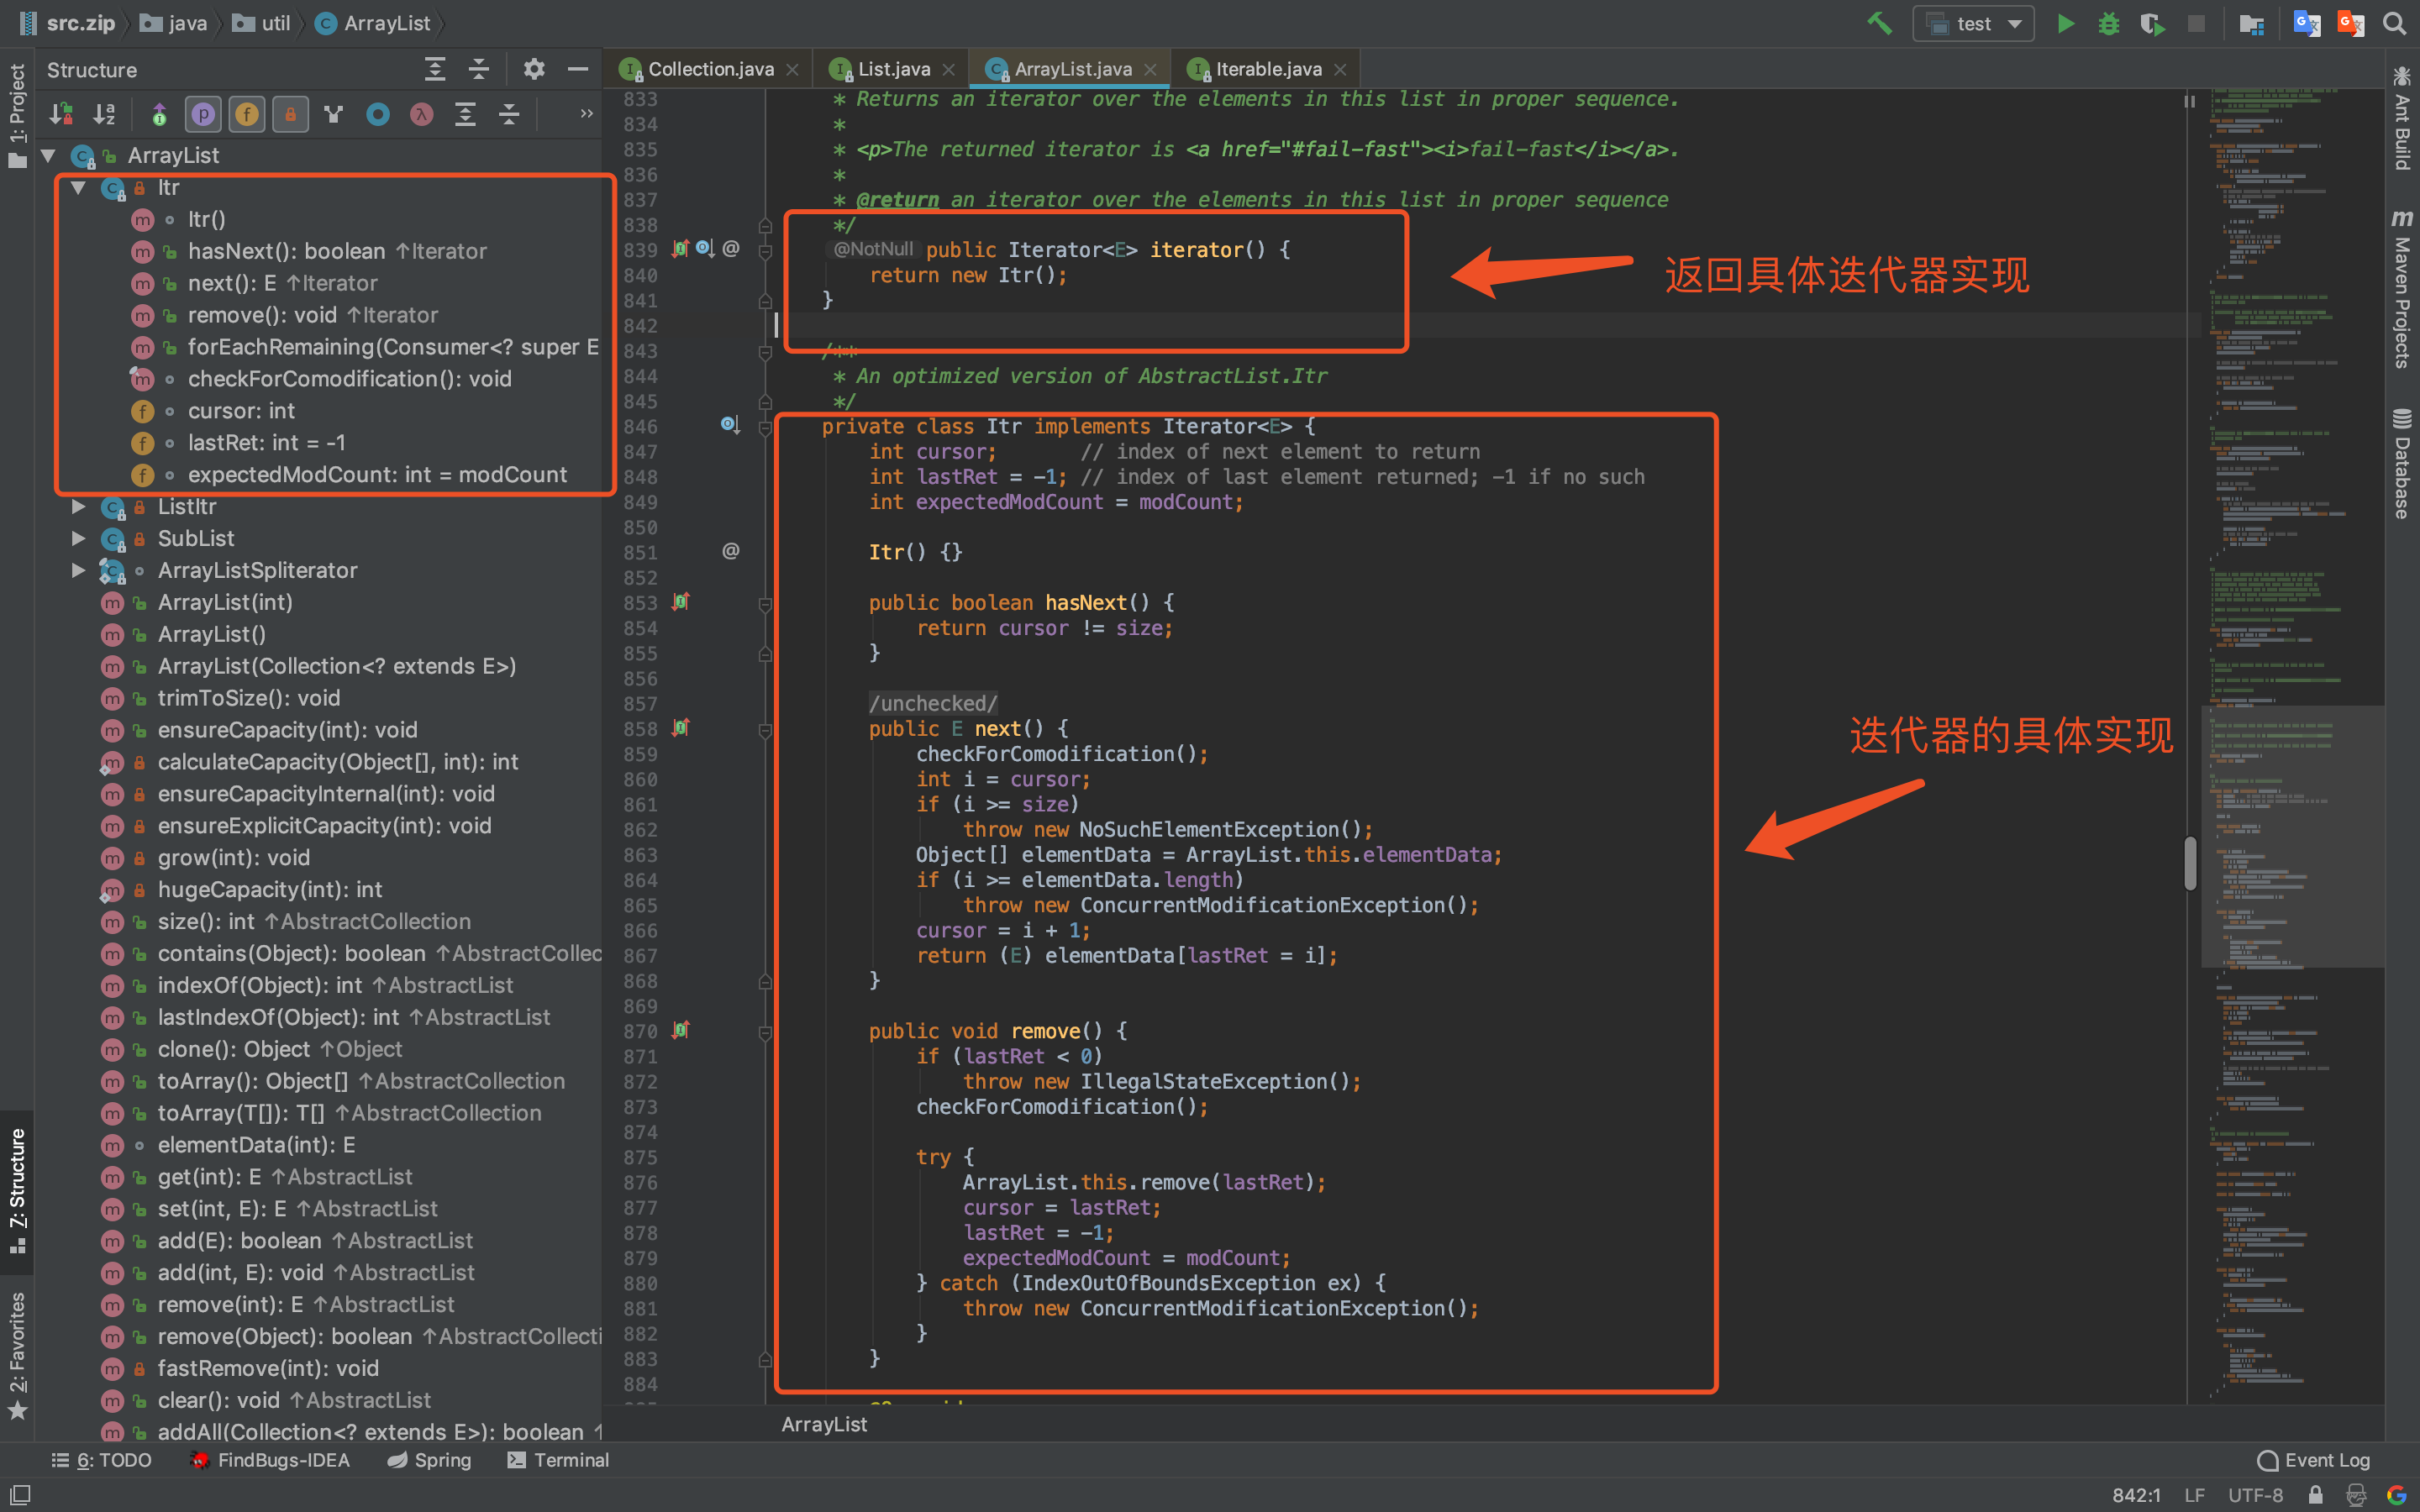 src.zip java util ArrayList
test
1: Project
Structure
Collection.java List.java ArrayList.java Iterable.java
ArrayList
Itr
Itr()
hasNext(): boolean ↑Iterator
next(): E ↑Iterator
remove(): void ↑Iterator
forEachRemaining(Consumer<? super E
checkForComodification(): void
cursor: int
lastRet: int = -1
expectedModCount: int = modCount
ListItr
SubList
ArrayListSpliterator
ArrayList(int)
ArrayList()
ArrayList(Collection<? extends E>)
trimToSize(): void
ensureCapacity(int): void
calculateCapacity(Object[], int): int
ensureCapacityInternal(int): void
ensureExplicitCapacity(int): void
grow(int): void
hugeCapacity(int): int
size(): int ↑AbstractCollection
contains(Object): boolean ↑AbstractCollec
indexOf(Object): int ↑AbstractList
lastIndexOf(Object): int ↑AbstractList
clone(): Object ↑Object
toArray(): Object[] ↑AbstractCollection
toArray(T[]): T[] ↑AbstractCollection
elementData(int): E
get(int): E ↑AbstractList
set(int, E): E ↑AbstractList
add(E): boolean ↑AbstractList
add(int, E): void ↑AbstractList
remove(int): E ↑AbstractList
remove(Object): boolean ↑AbstractCollecti
fastRemove(int): void
clear(): void ↑AbstractList
addAll(Collection<? extends E>): boolean ↑
7: Structure
2: Favorites
833 * Returns an iterator over the elements in this list in proper sequence.
834 *
835 * <p>The returned iterator is <a href="#fail-fast"><i>fail-fast</i></a>.
836 *
837 * @return an iterator over the elements in this list in proper sequence
838 */
839 @ @NotNull public Iterator<E> iterator() {
840 return new Itr();
841 }
842
843 /**
844 * An optimized version of AbstractList.Itr
845 */
846 private class Itr implements Iterator<E> {
847 int cursor; // index of next element to return
848 int lastRet = -1; // index of last element returned; -1 if no such
849 int expectedModCount = modCount;
850
851 @ Itr() {}
852
853 public boolean hasNext() {
854 return cursor != size;
855 }
856
857 /unchecked/
858 public E next() {
859 checkForComodification();
860 int i = cursor;
861 if (i >= size)
862 throw new NoSuchElementException();
863 Object[] elementData = ArrayList.this.elementData;
864 if (i >= elementData.length)
865 throw new ConcurrentModificationException();
866 cursor = i + 1;
867 return (E) elementData[lastRet = i];
868 }
869
870 public void remove() {
871 if (lastRet < 0)
872 throw new IllegalStateException();
873 checkForComodification();
874
875 try {
876 ArrayList.this.remove(lastRet);
877 cursor = lastRet;
878 lastRet = -1;
879 expectedModCount = modCount;
880 } catch (IndexOutOfBoundsException ex) {
881 throw new ConcurrentModificationException();
882 }
883 }
884
返回具体迭代器实现
迭代器的具体实现
Ant Build
Maven Projects
Database
ArrayList
6: TODO FindBugs-IDEA Spring Terminal Event Log
842:1 LF UTF-8